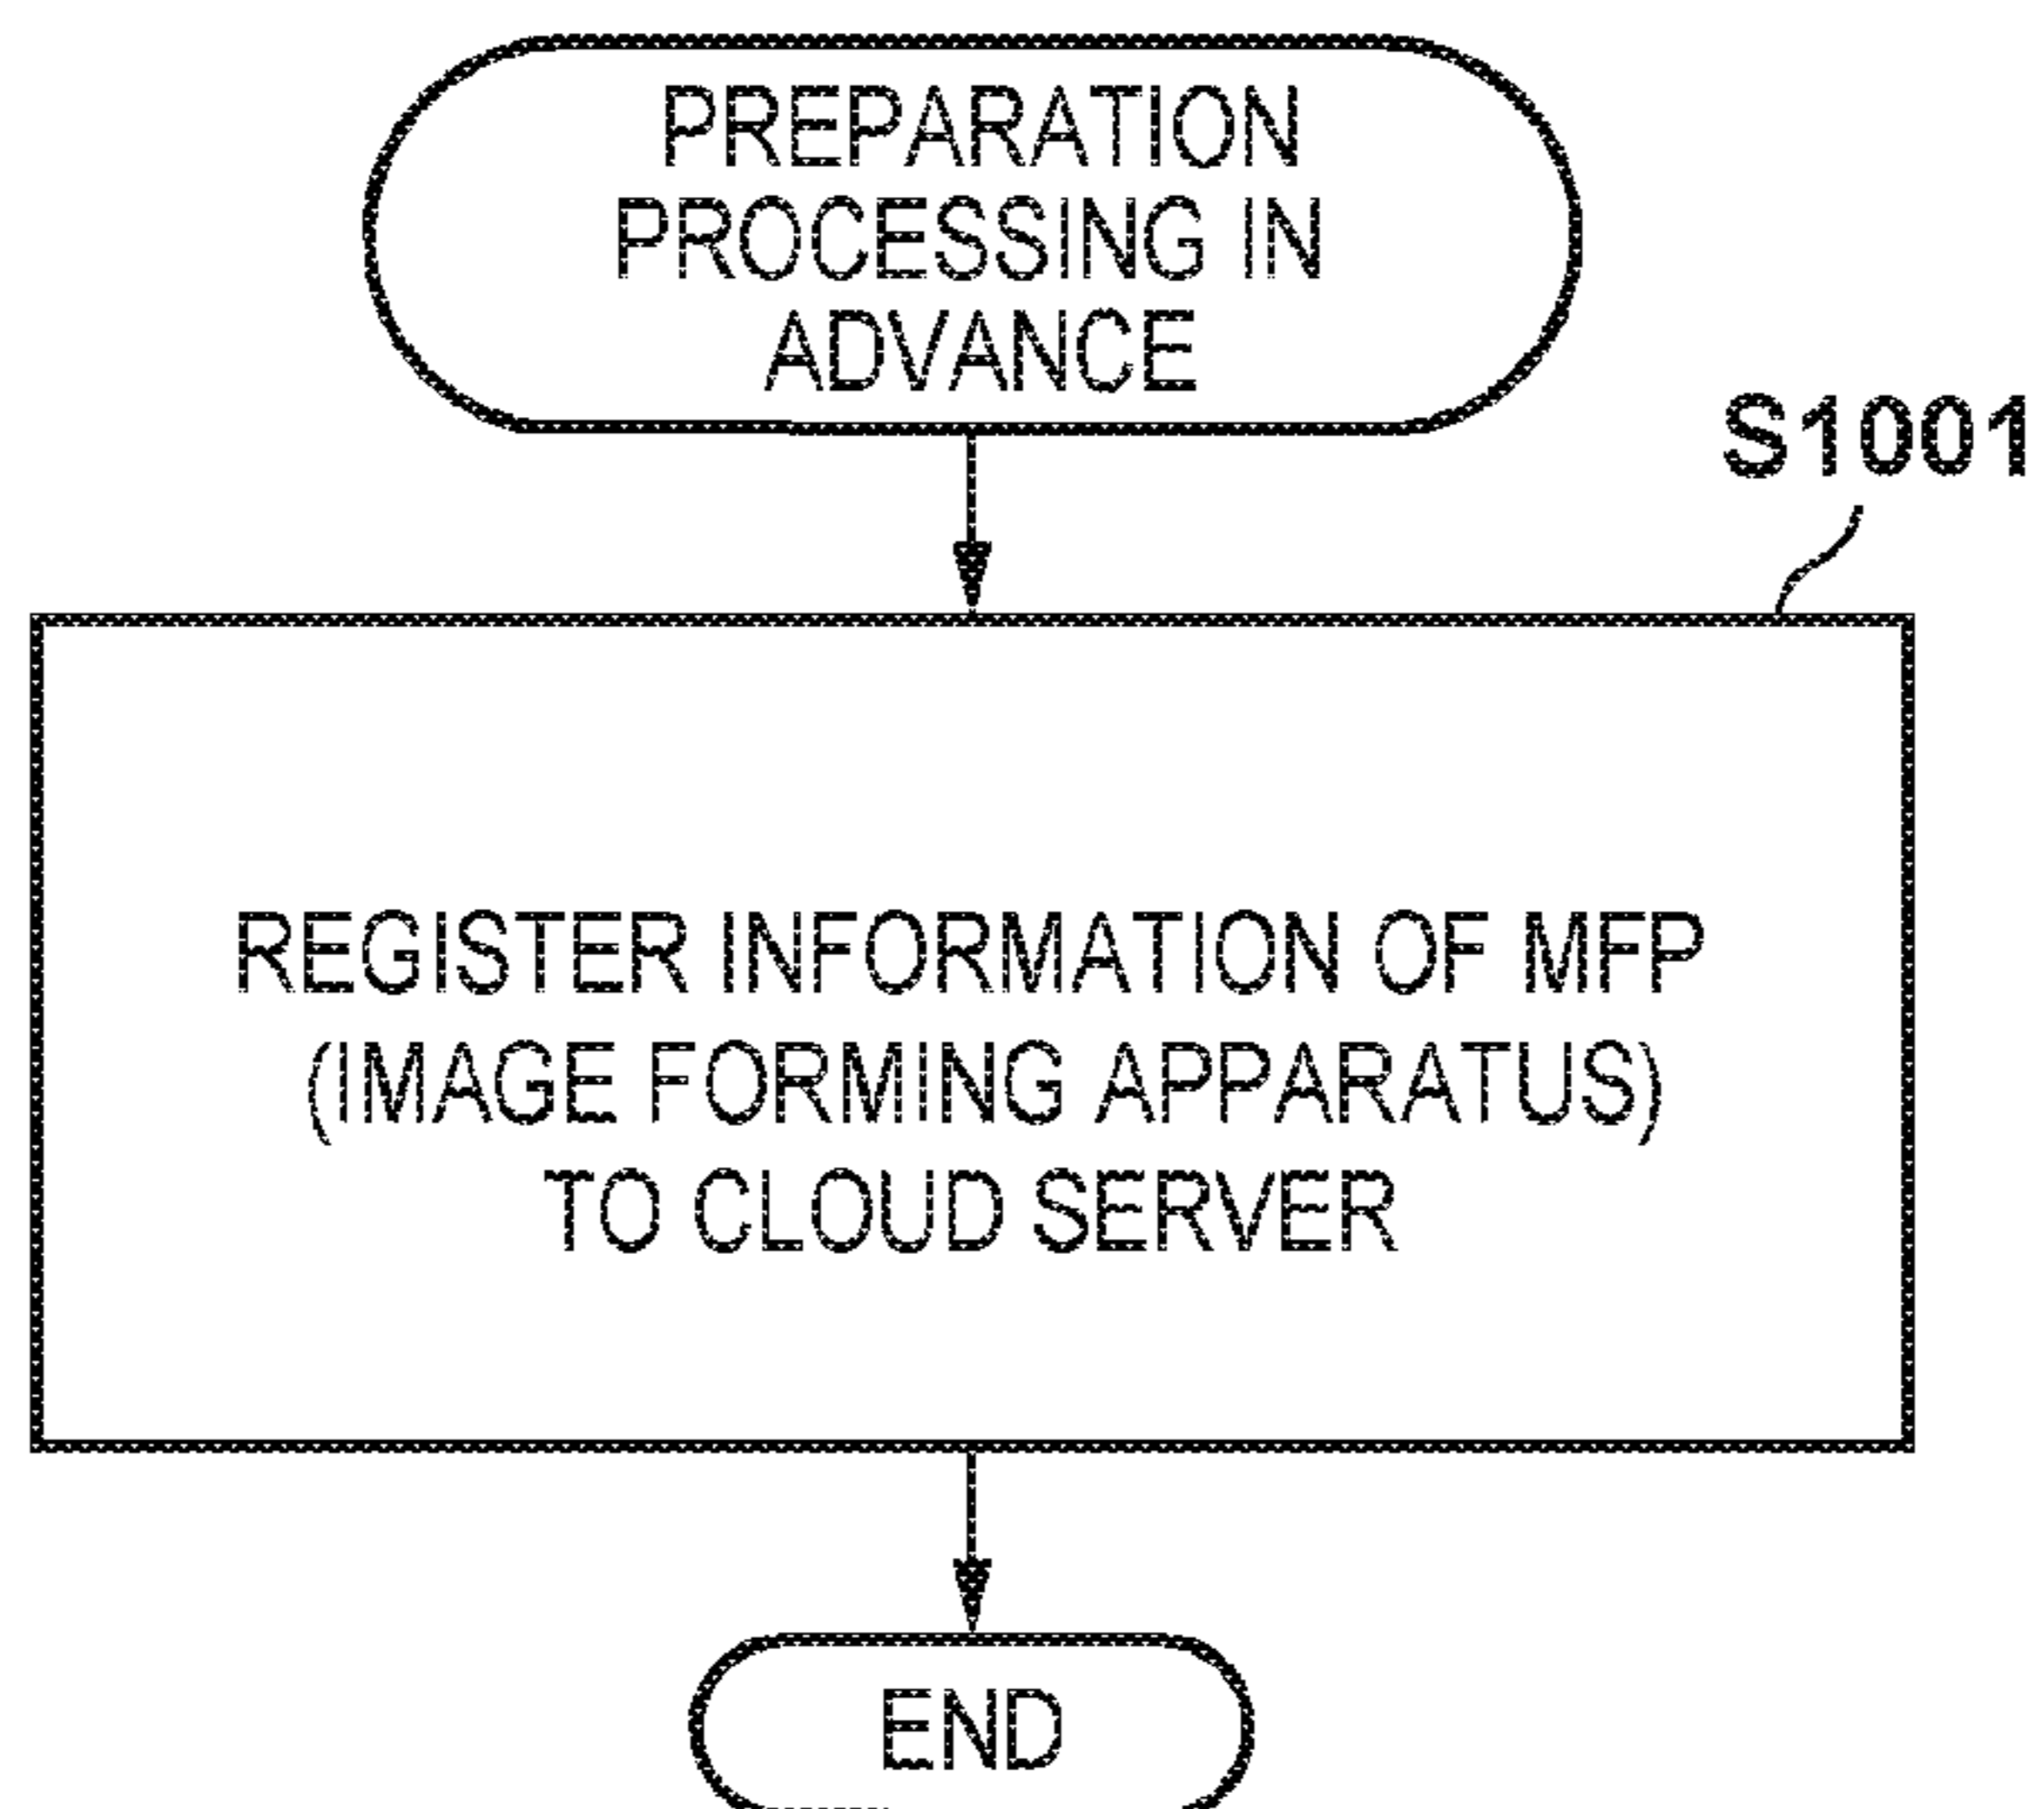 PREPARATION
PROCESSING IN
ADVANCE
S1001
REGISTER INFORMATION OF MFP
(IMAGE FORMING APPARATUS)
TO CLOUD SERVER
END